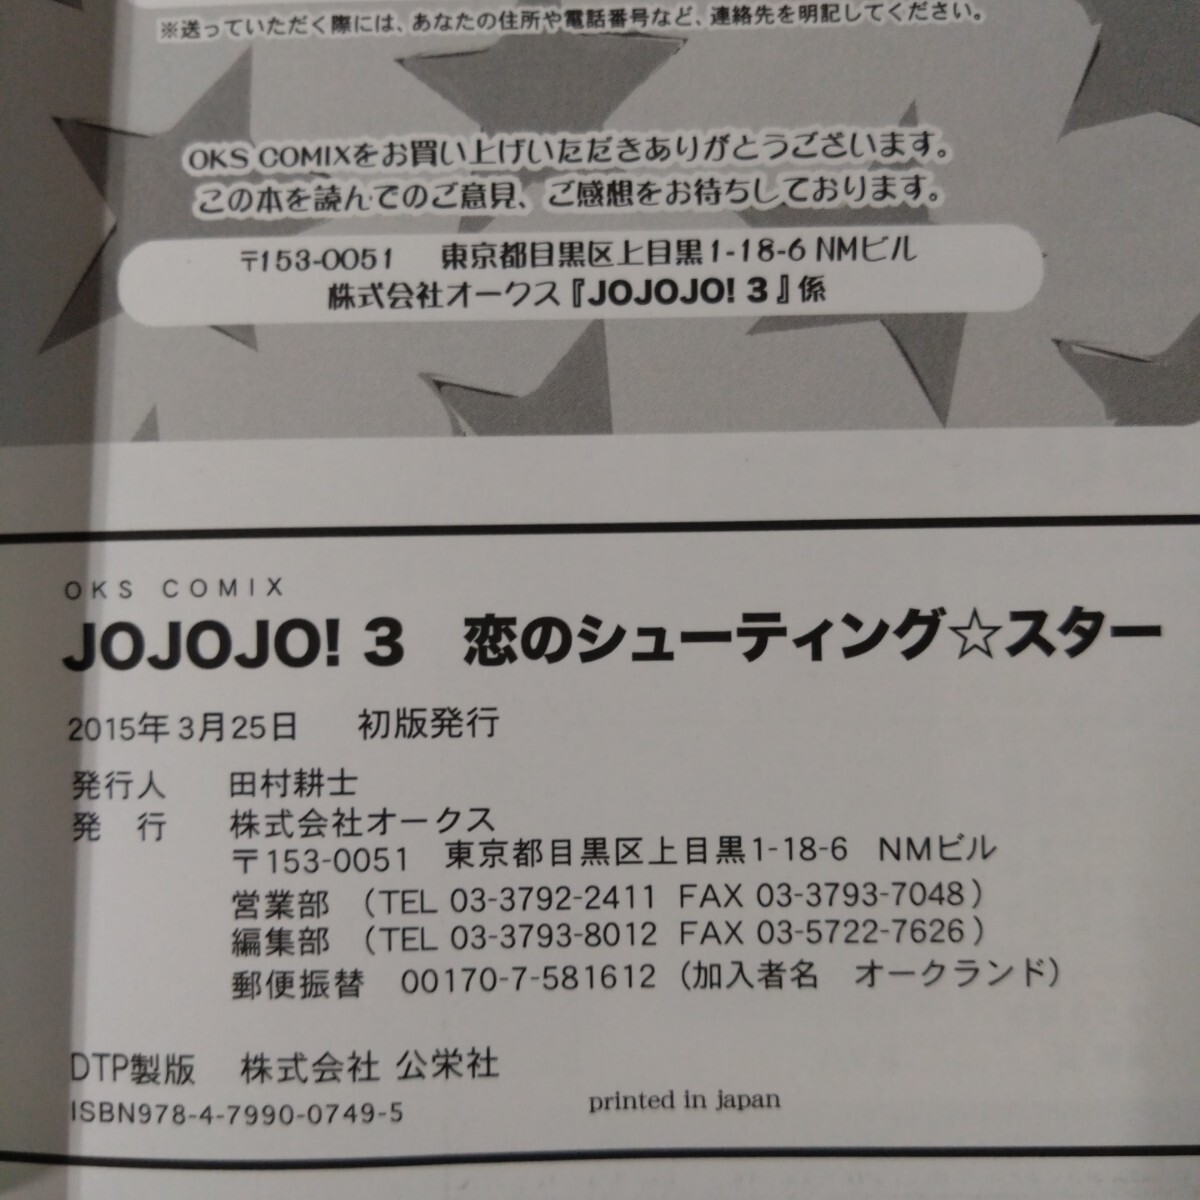 ※送っていただく際には、あなたの住所や電話番号など、連絡先を明記してください。
OKS COMIXをお買い上げいただきありがとうございます。
この本を読んでのご意見、ご感想をお待ちしております。
〒153-0051　東京都目黒区上目黒1-18-6 NMビル
株式会社オークス『JOJOJO! 3』係
OKS COMIX
JOJOJO! 3　恋のシューティング☆スター
2015年3月25日　初版発行
発行人　田村耕士
発　行　株式会社オークス
〒153-0051　東京都目黒区上目黒1-18-6　NMビル
営業部　（TEL 03-3792-2411 FAX 03-3793-7048）
編集部　（TEL 03-3793-8012 FAX 03-5722-7626）
郵便振替　00170-7-581612（加入者名　オークランド）
DTP製版　株式会社 公栄社
ISBN978-4-7990-0749-5
printed in japan